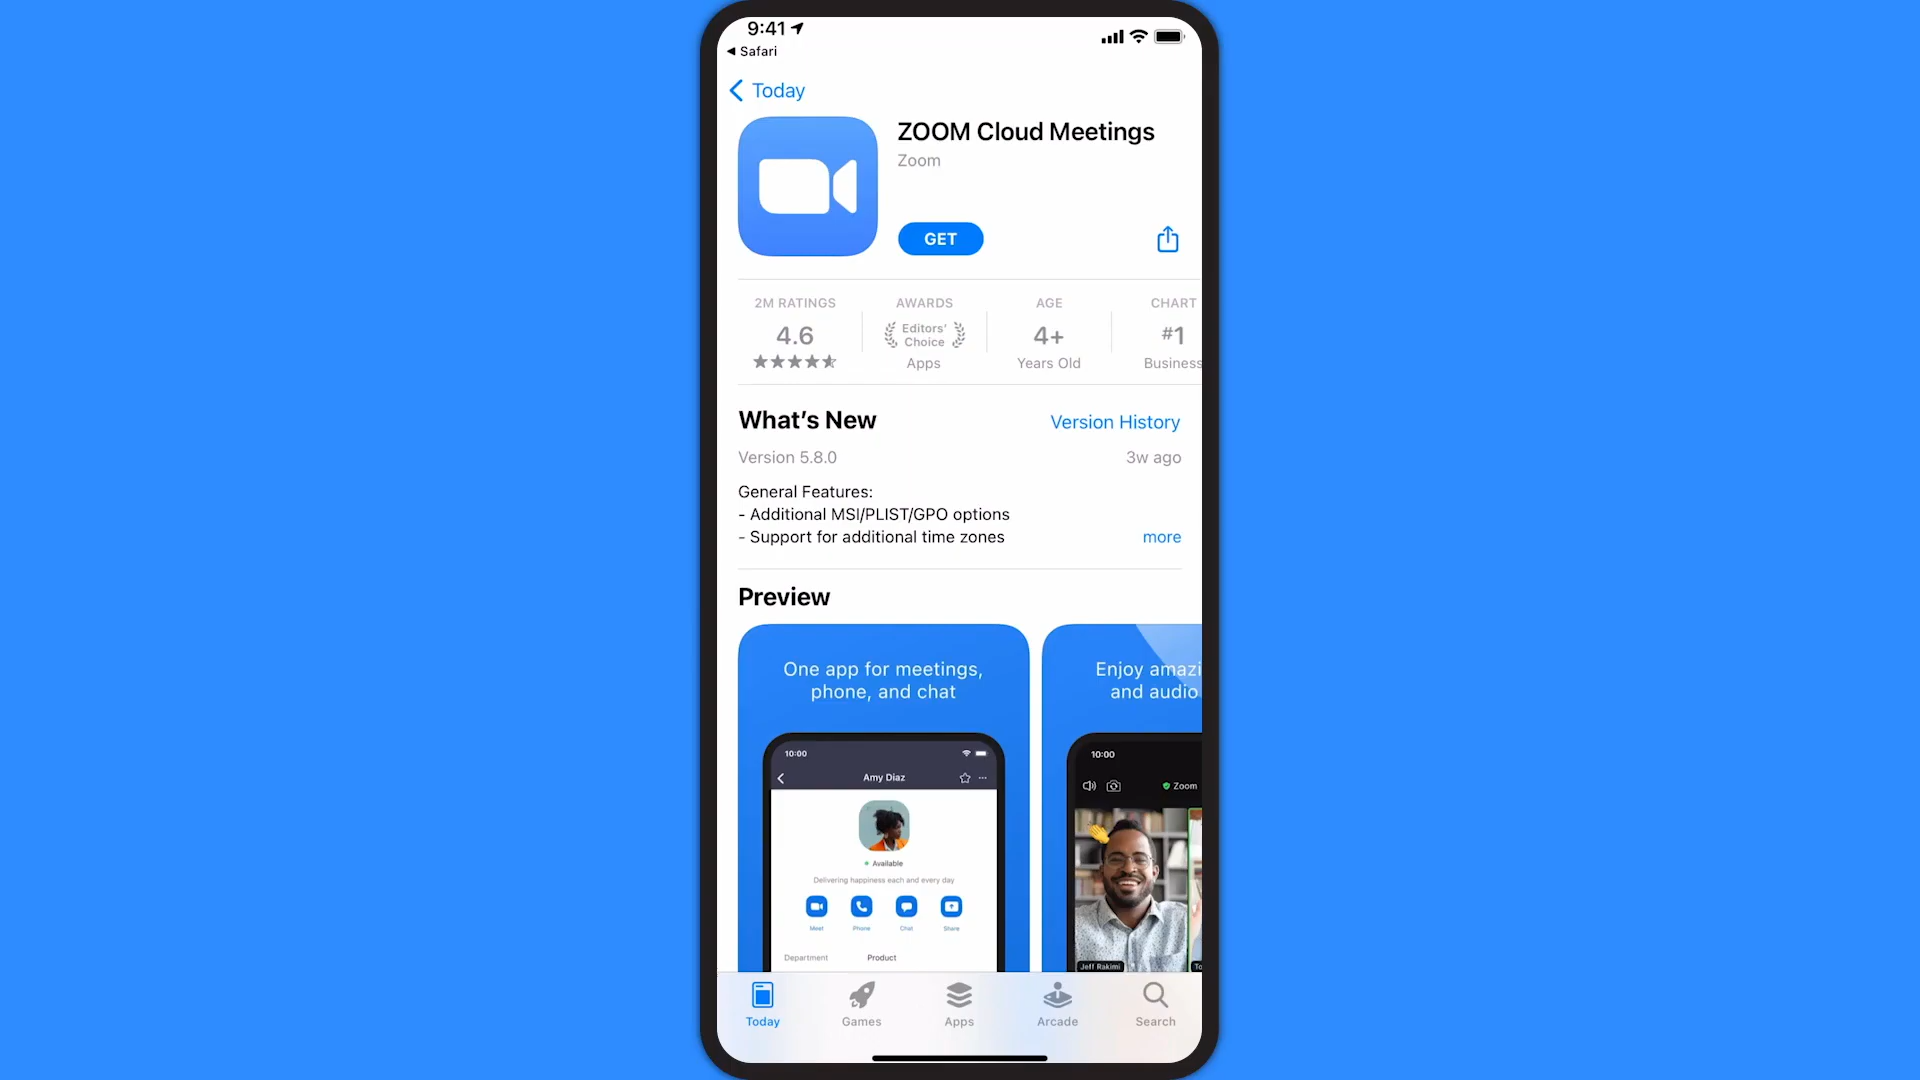 9:41
Safari
Today
ZOOM Cloud Meetings
Zoom
GET
2M RATINGS
4.6
AWARDS
Editors’
Choice
Apps
AGE
4+
Years Old
CHART
#1
Business
What’s New
Version History
Version 5.8.0
3w ago
General Features:
- Additional MSI/PLIST/GPO options
- Support for additional time zones
more
Preview
One app for meetings,
phone, and chat
10:00
Amy Diaz
Available
Delivering happiness each and every day
Meet
Phone
Chat
Share
Department
Product
Enjoy amazi
and audio
10:00
Zoom
Jeff Rakimi
To
Today
Games
Apps
Arcade
Search